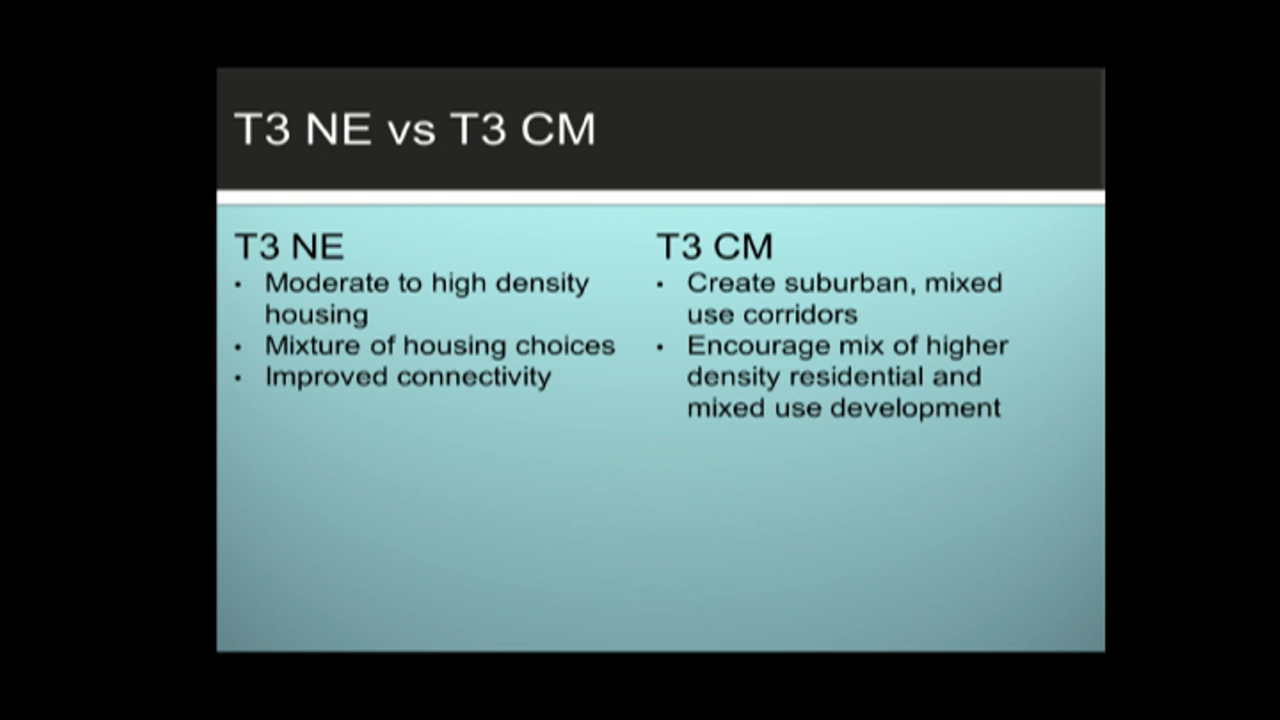 T3 NE vs T3 CM
T3 NE
• Moderate to high density
housing
• Mixture of housing choices
• Improved connectivity
T3 CM
• Create suburban, mixed
use corridors
• Encourage mix of higher
density residential and
mixed use development